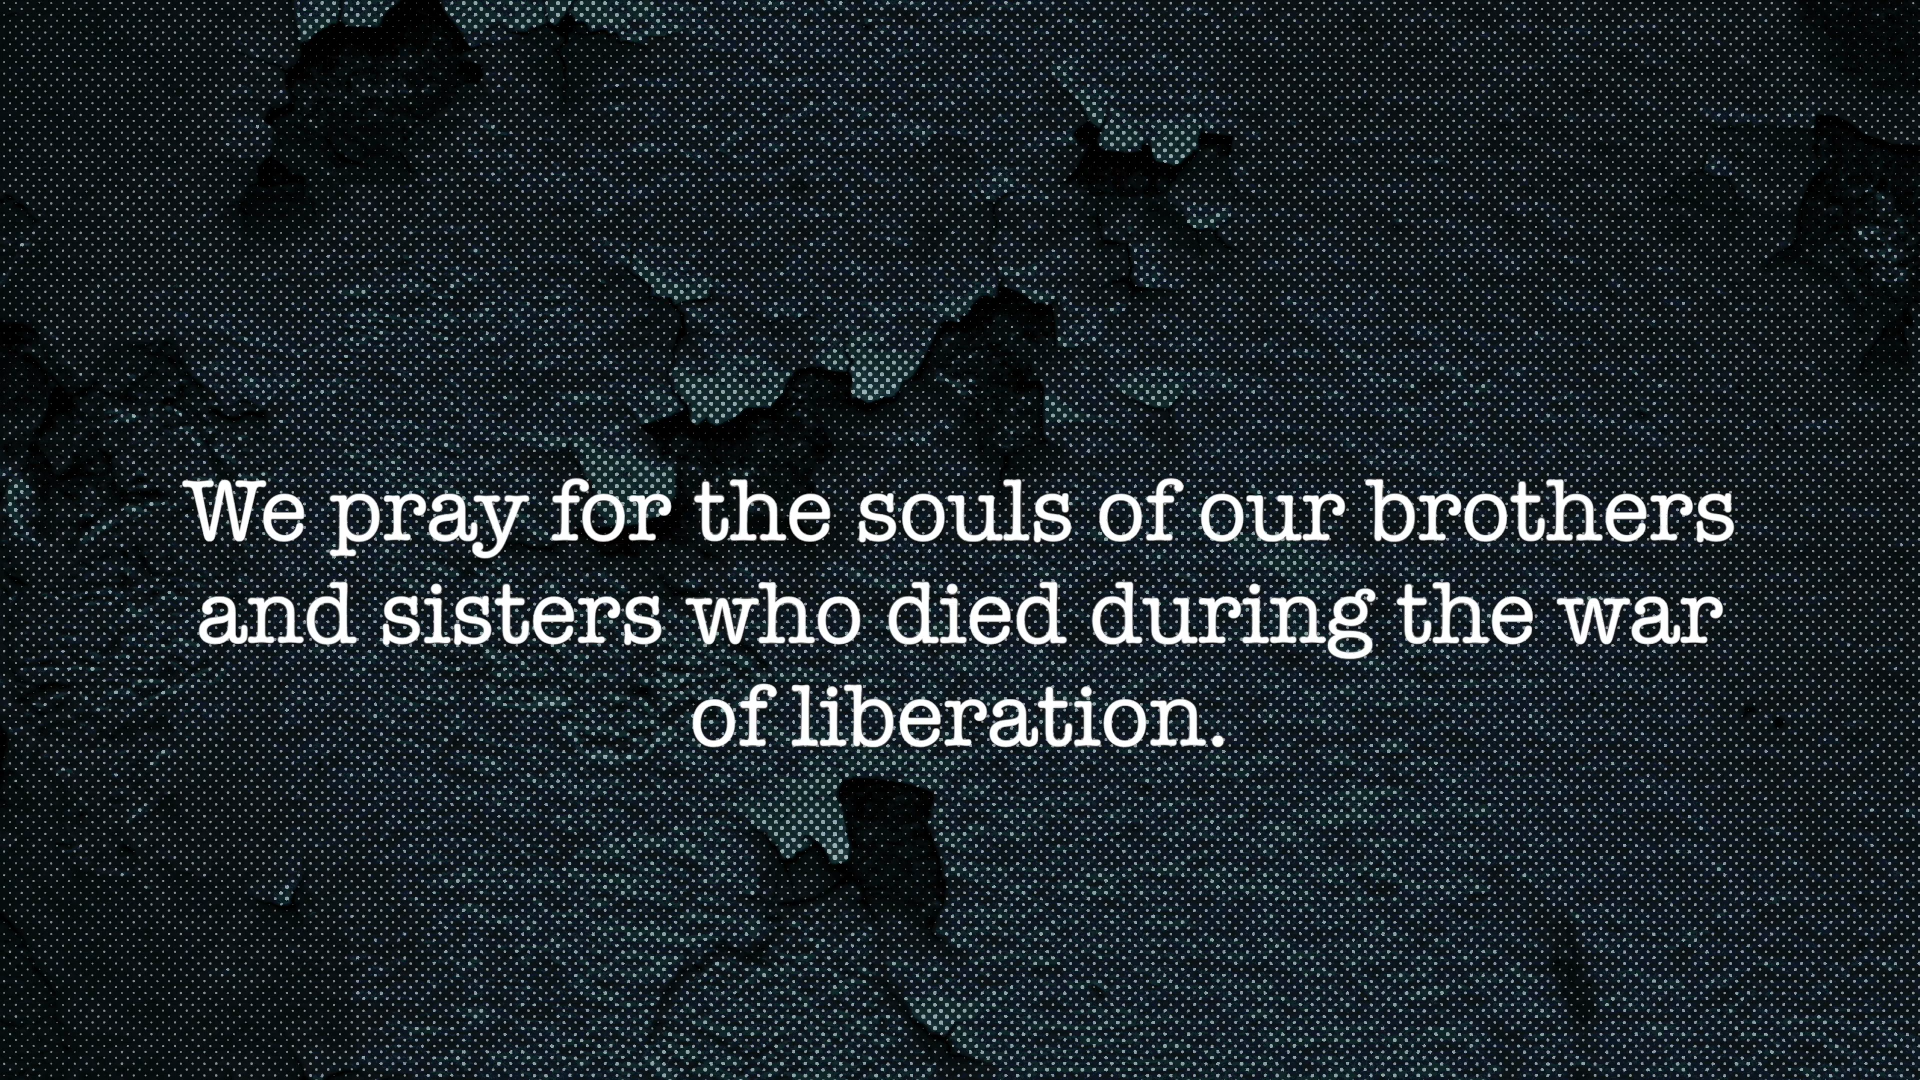 We pray for the souls of our brothers
and sisters who died during the war
of liberation.